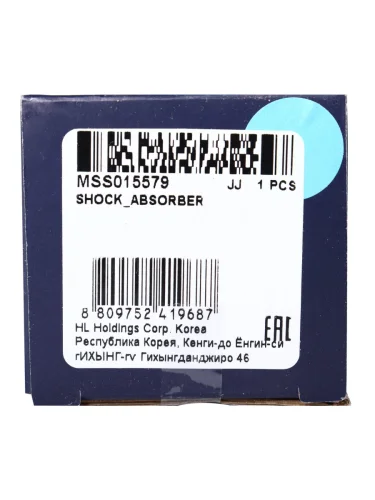 MSS015579 JJ 1 PCS
SHOCK_ABSORBER
8 809752 419687
HL Holdings Corp. Korea
EAC
Республика Корея, Кенги-до Ёнгин-си
гИХЫНГ-гv Гихынгданджиро 46